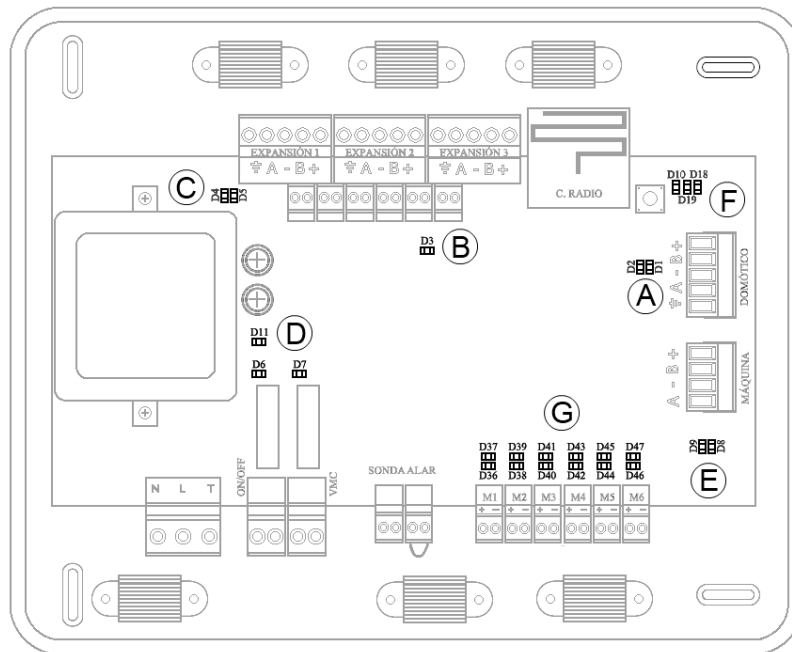 EXPANSIÓN 1 EXPANSIÓN 2 EXPANSIÓN 3
A - B + A - B + A - B +
C. RADIO
D10 D18
D19
F
C
D4
D5
D3
B
D2
D1
A
A - B +
DOMÓTICO
D11
D
D6 D7
A - B +
MÁQUINA
G
D9
D8
E
D37 D39 D41 D43 D45 D47
D36 D38 D40 D42 D44 D46
SONDA ALAR
M1 M2 M3 M4 M5 M6
+ - + - + - + - + - + -
N L T
ON/OFF
VMC